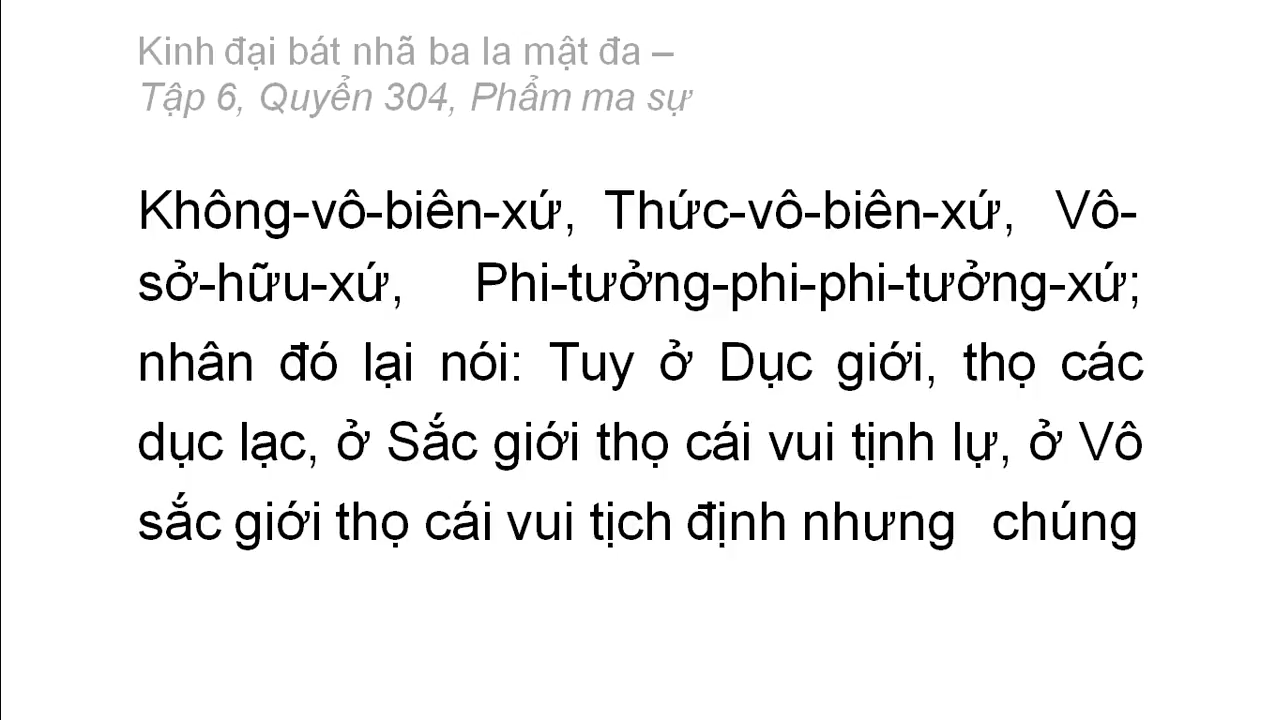 Kinh đại bát nhã ba la mật đa –
Tập 6, Quyển 304, Phẩm ma sự
Không-vô-biên-xứ, Thức-vô-biên-xứ, Vô-
sở-hữu-xứ, Phi-tưởng-phi-phi-tưởng-xứ;
nhân đó lại nói: Tuy ở Dục giới, thọ các
dục lạc, ở Sắc giới thọ cái vui tịnh lự, ở Vô
sắc giới thọ cái vui tịch định nhưng chúng